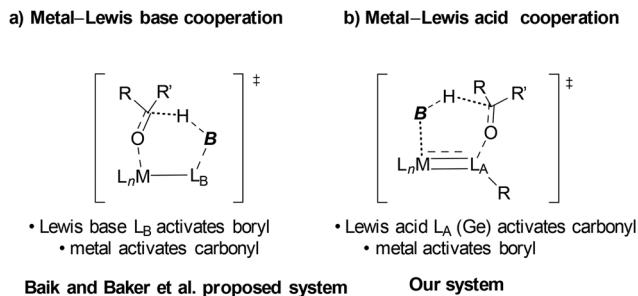 a) Metal–Lewis base cooperation
b) Metal–Lewis acid cooperation
‡
R R'
H
O B
LnM LB
‡
R
H R'
B
O
LnM LA
R
• Lewis base LB activates boryl
• metal activates carbonyl
• Lewis acid LA (Ge) activates carbonyl
• metal activates boryl
Baik and Baker et al. proposed system
Our system